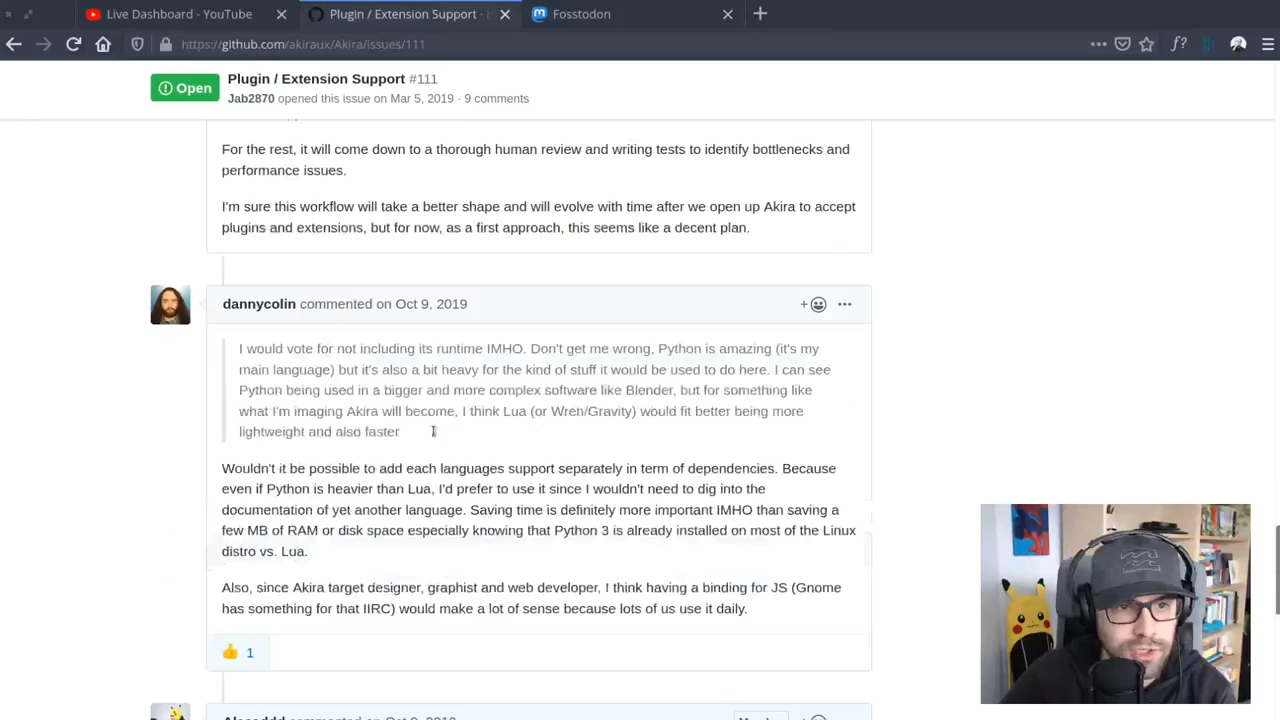 Live Dashboard - YouTube
Plugin / Extension Support ·
Fosstodon
https://github.com/akiraux/Akira/issues/111
Open
Plugin / Extension Support #111
Jab2870 opened this issue on Mar 5, 2019 · 9 comments
For the rest, it will come down to a thorough human review and writing tests to identify bottlenecks and
performance issues.
I'm sure this workflow will take a better shape and will evolve with time after we open up Akira to accept
plugins and extensions, but for now, as a first approach, this seems like a decent plan.
dannycolin commented on Oct 9, 2019
I would vote for not including its runtime IMHO. Don't get me wrong, Python is amazing (it's my
main language) but it's also a bit heavy for the kind of stuff it would be used to do here. I can see
Python being used in a bigger and more complex software like Blender, but for something like
what I'm imaging Akira will become, I think Lua (or Wren/Gravity) would fit better being more
lightweight and also faster
Wouldn't it be possible to add each languages support separately in term of dependencies. Because
even if Python is heavier than Lua, I'd prefer to use it since I wouldn't need to dig into the
documentation of yet another language. Saving time is definitely more important IMHO than saving a
few MB of RAM or disk space especially knowing that Python 3 is already installed on most of the Linux
distro vs. Lua.
Also, since Akira target designer, graphist and web developer, I think having a binding for JS (Gnome
has something for that IIRC) would make a lot of sense because lots of us use it daily.
1
commented on Oct 9, 2019